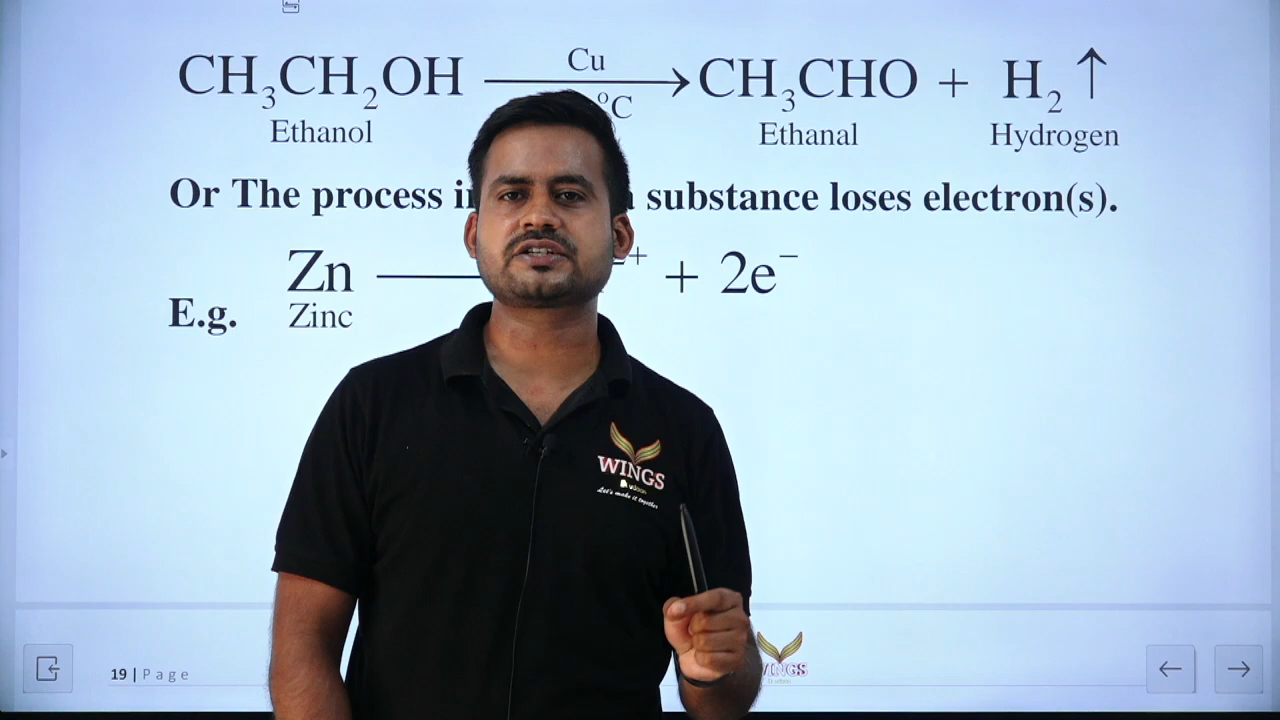 CH₃CH₂OH —Cu→ CH₃CHO + H₂ ↑
°C
Ethanol Ethanal Hydrogen
Or The process substance loses electron(s).
Zn + 2e⁻
E.g. Zinc
WINGS
Let's make it together
19 | Page
WINGS